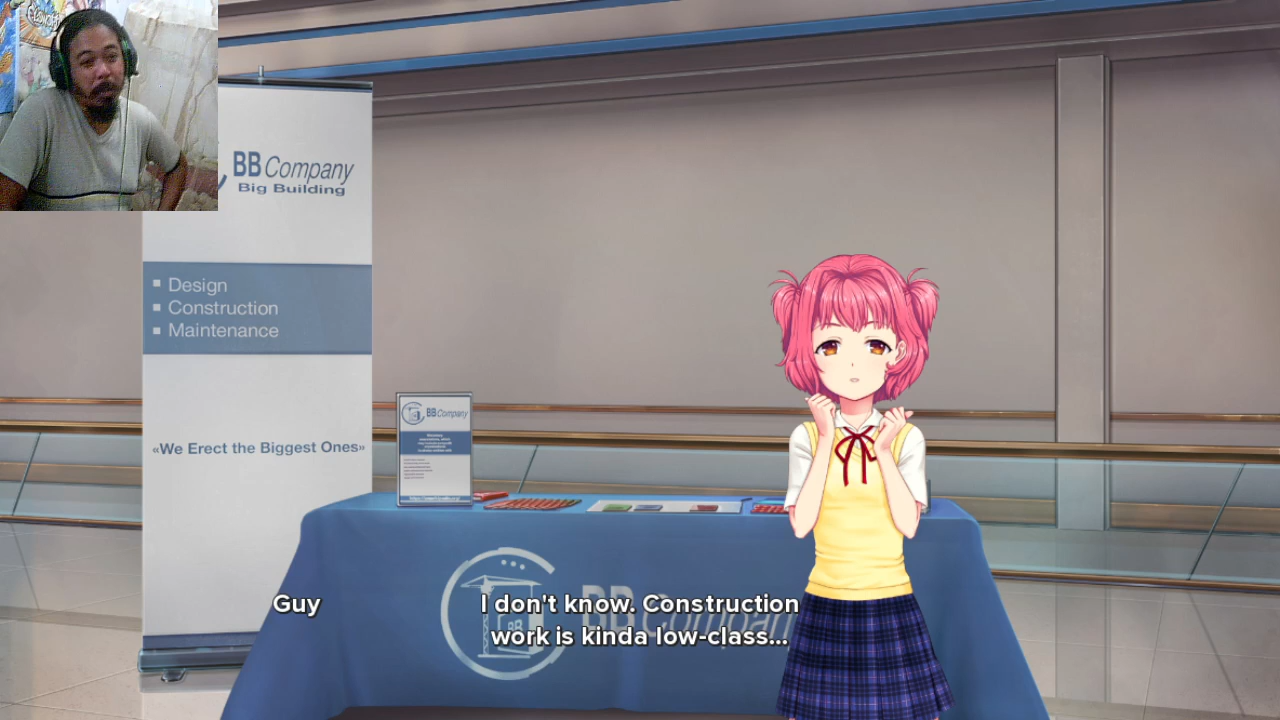 BB Company
Big Building
Design
Construction
Maintenance
«We Erect the Biggest Ones»
BB Company
BB Company
BB
Guy
I don't know. Construction
work is kinda low-class...